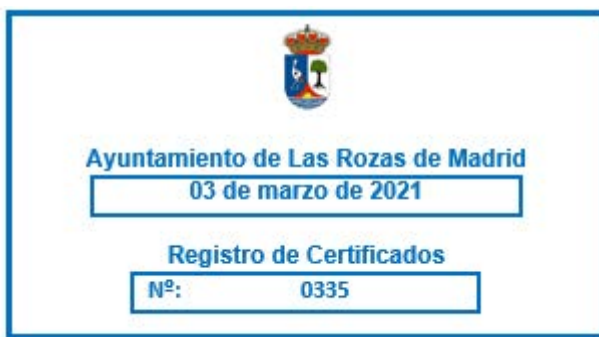 Ayuntamiento de Las Rozas de Madrid
03 de marzo de 2021
Registro de Certificados
Nº: 0335